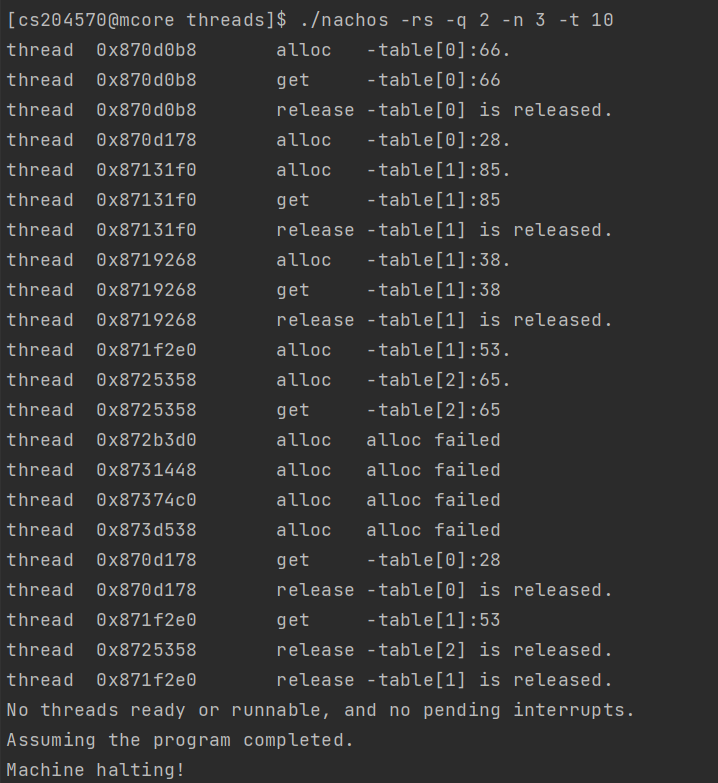 [cs204570@mcore threads]$ ./nachos -rs -q 2 -n 3 -t 10
thread  0x870d0b8       alloc   -table[0]:66.
thread  0x870d0b8       get     -table[0]:66
thread  0x870d0b8       release -table[0] is released.
thread  0x870d178       alloc   -table[0]:28.
thread  0x87131f0       alloc   -table[1]:85.
thread  0x87131f0       get     -table[1]:85
thread  0x87131f0       release -table[1] is released.
thread  0x8719268       alloc   -table[1]:38.
thread  0x8719268       get     -table[1]:38
thread  0x8719268       release -table[1] is released.
thread  0x871f2e0       alloc   -table[1]:53.
thread  0x8725358       alloc   -table[2]:65.
thread  0x8725358       get     -table[2]:65
thread  0x872b3d0       alloc   alloc failed
thread  0x8731448       alloc   alloc failed
thread  0x87374c0       alloc   alloc failed
thread  0x873d538       alloc   alloc failed
thread  0x870d178       get     -table[0]:28
thread  0x870d178       release -table[0] is released.
thread  0x871f2e0       get     -table[1]:53
thread  0x8725358       release -table[2] is released.
thread  0x871f2e0       release -table[1] is released.
No threads ready or runnable, and no pending interrupts.
Assuming the program completed.
Machine halting!